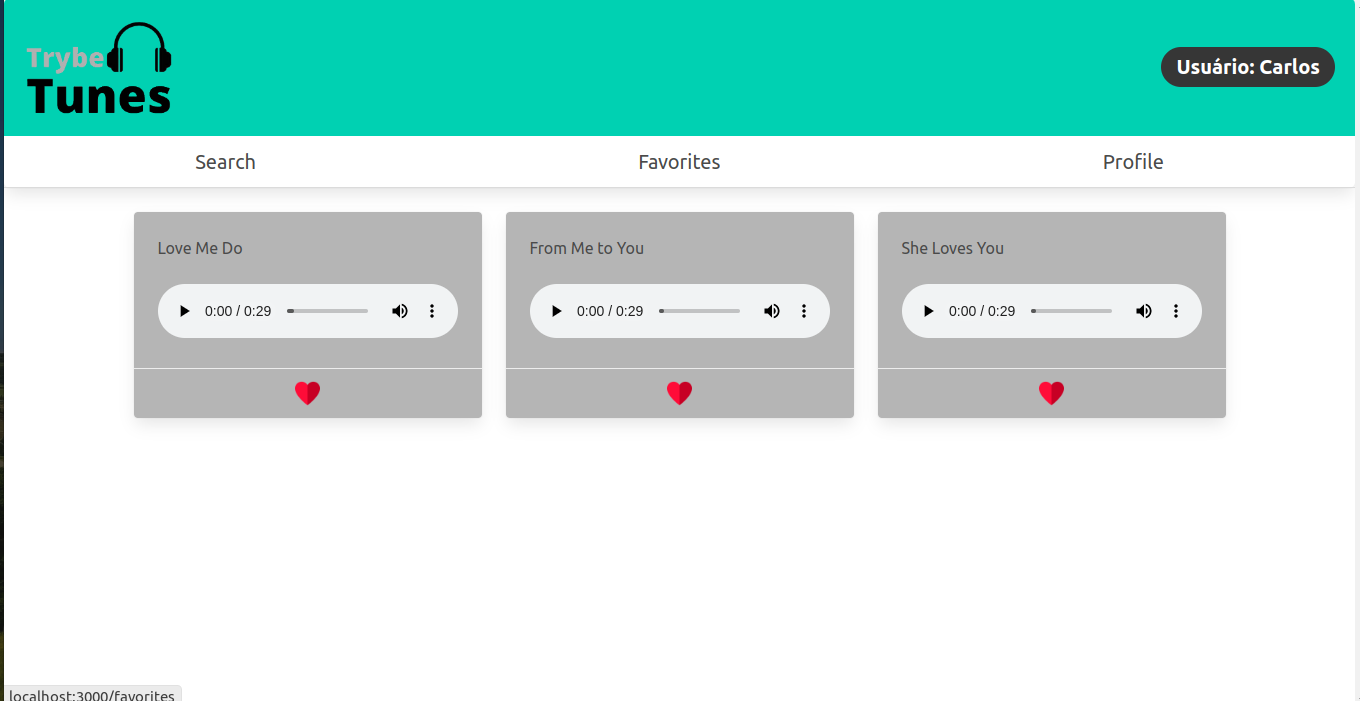 Trybe
Tunes
Usuário: Carlos
Search
Favorites
Profile
Love Me Do
From Me to You
She Loves You
0:00 / 0:29
0:00 / 0:29
0:00 / 0:29
localhost:3000/favorites